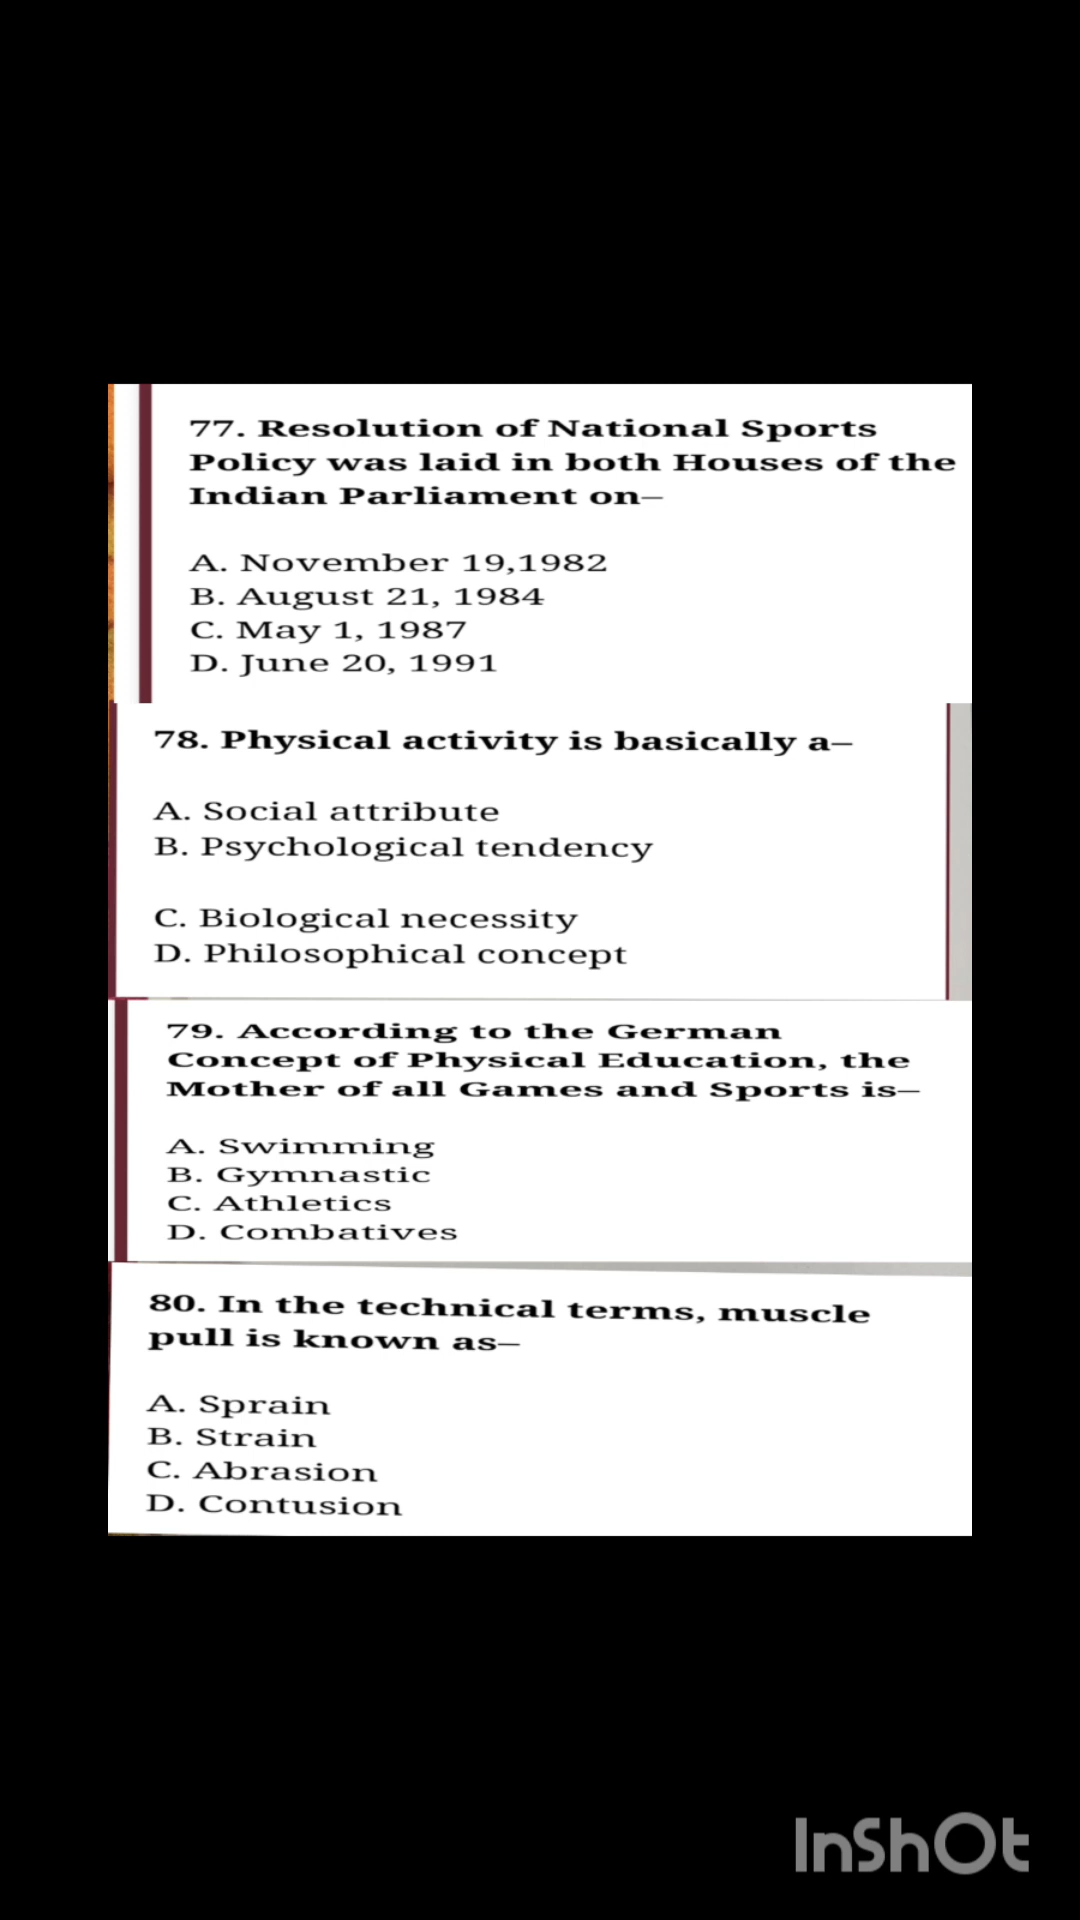 77. Resolution of National Sports
Policy was laid in both Houses of the
Indian Parliament on–
A. November 19,1982
B. August 21, 1984
C. May 1, 1987
D. June 20, 1991
78. Physical activity is basically a–
A. Social attribute
B. Psychological tendency
C. Biological necessity
D. Philosophical concept
79. According to the German
Concept of Physical Education, the
Mother of all Games and Sports is–
A. Swimming
B. Gymnastic
C. Athletics
D. Combatives
80. In the technical terms, muscle
pull is known as–
A. Sprain
B. Strain
C. Abrasion
D. Contusion
InShOt